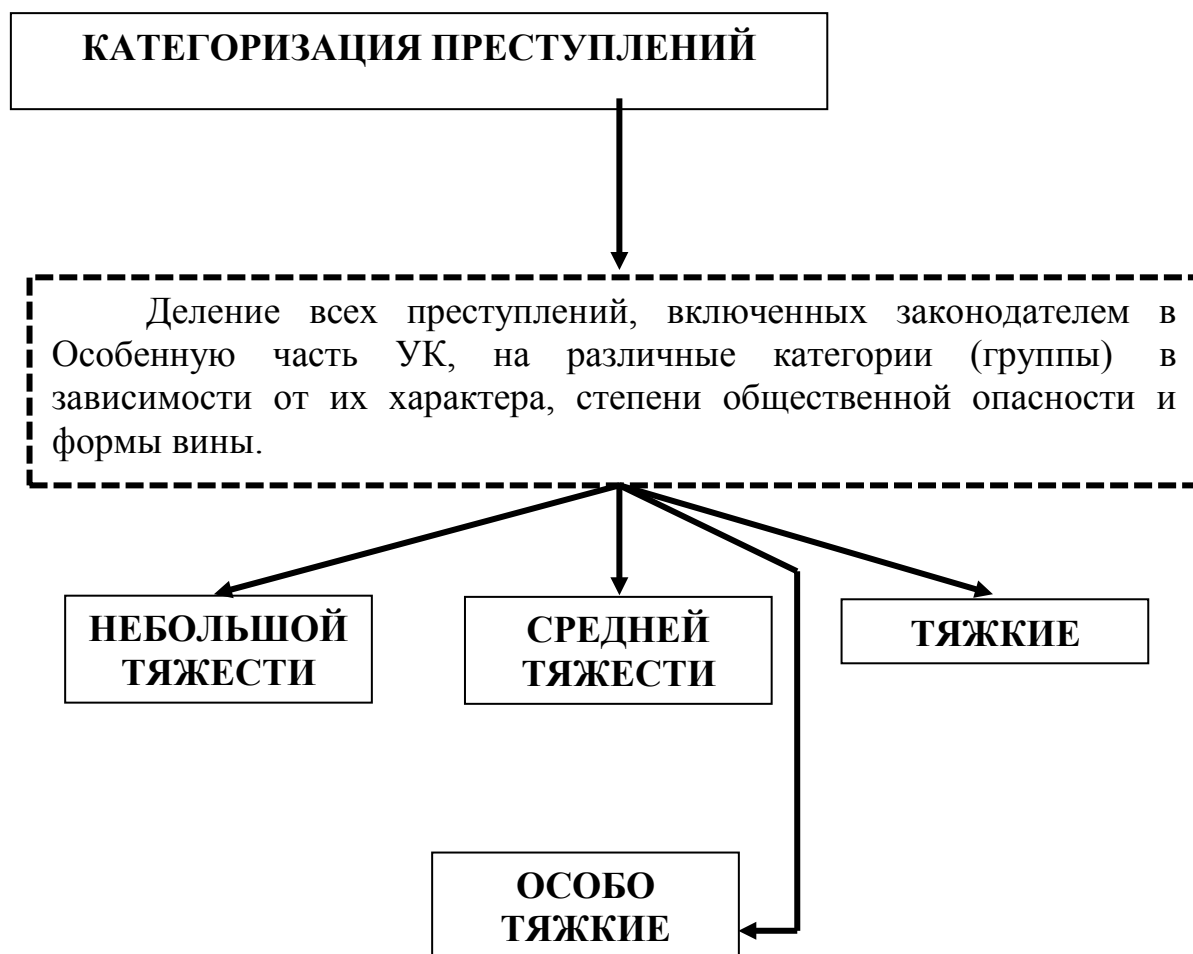 КАТЕГОРИЗАЦИЯ ПРЕСТУПЛЕНИЙ
Деление всех преступлений, включенных законодателем в
Особенную часть УК, на различные категории (группы) в
зависимости от их характера, степени общественной опасности и
формы вины.
НЕБОЛЬШОЙ
ТЯЖЕСТИ
СРЕДНЕЙ
ТЯЖЕСТИ
ТЯЖКИЕ
ОСОБО
ТЯЖКИЕ